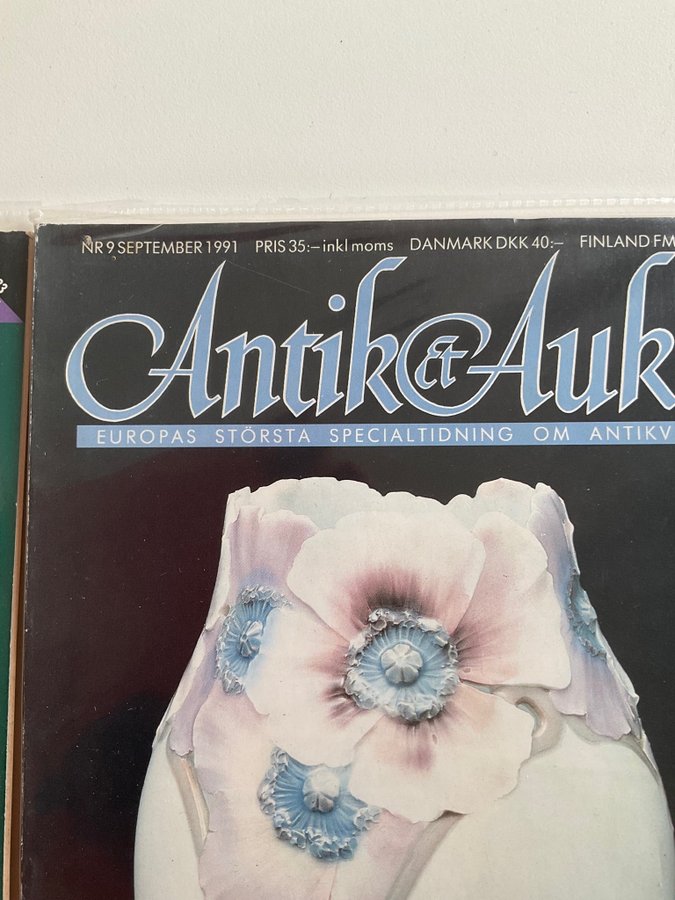 NR 9 SEPTEMBER 1991 PRIS 35:– inkl moms DANMARK DKK 40:– FINLAND FM
Antik & Auk
EUROPAS STÖRSTA SPECIALTIDNING OM ANTIKV